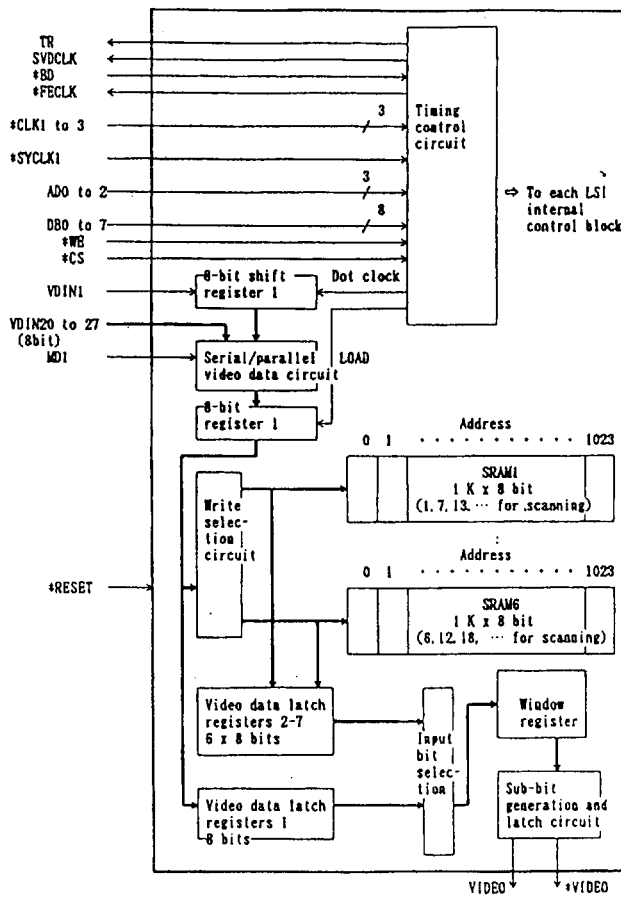 TR
SVDCLK
*BD
*FECLK
*CLK1 to 3
3
Timing
control
circuit
*SYCLK1
AD0 to 2
3
⇨ To each LSI
internal
control block
DB0 to 7
8
*WB
*CS
VDIN1
8-bit shift
register 1
Dot clock
VDIN20 to 27
(8bit)
MD1
Serial/parallel
video data circuit
LOAD
8-bit
register 1
Address
0 1 · · · · · · · · · · · · 1023
SRAM1
1 K x 8 bit
(1,7,13, ··· for scanning)
Write
selec-
tion
circuit
:
Address
0 1 · · · · · · · · · · · · 1023
*RESET
SRAM6
1 K x 8 bit
(6,12,18, ··· for scanning)
Video data latch
registers 2-7
6 x 8 bits
Input
bit
selec-
tion
Window
register
Video data latch
registers 1
8 bits
Sub-bit
generation and
latch circuit
VIDEO
*VIDEO